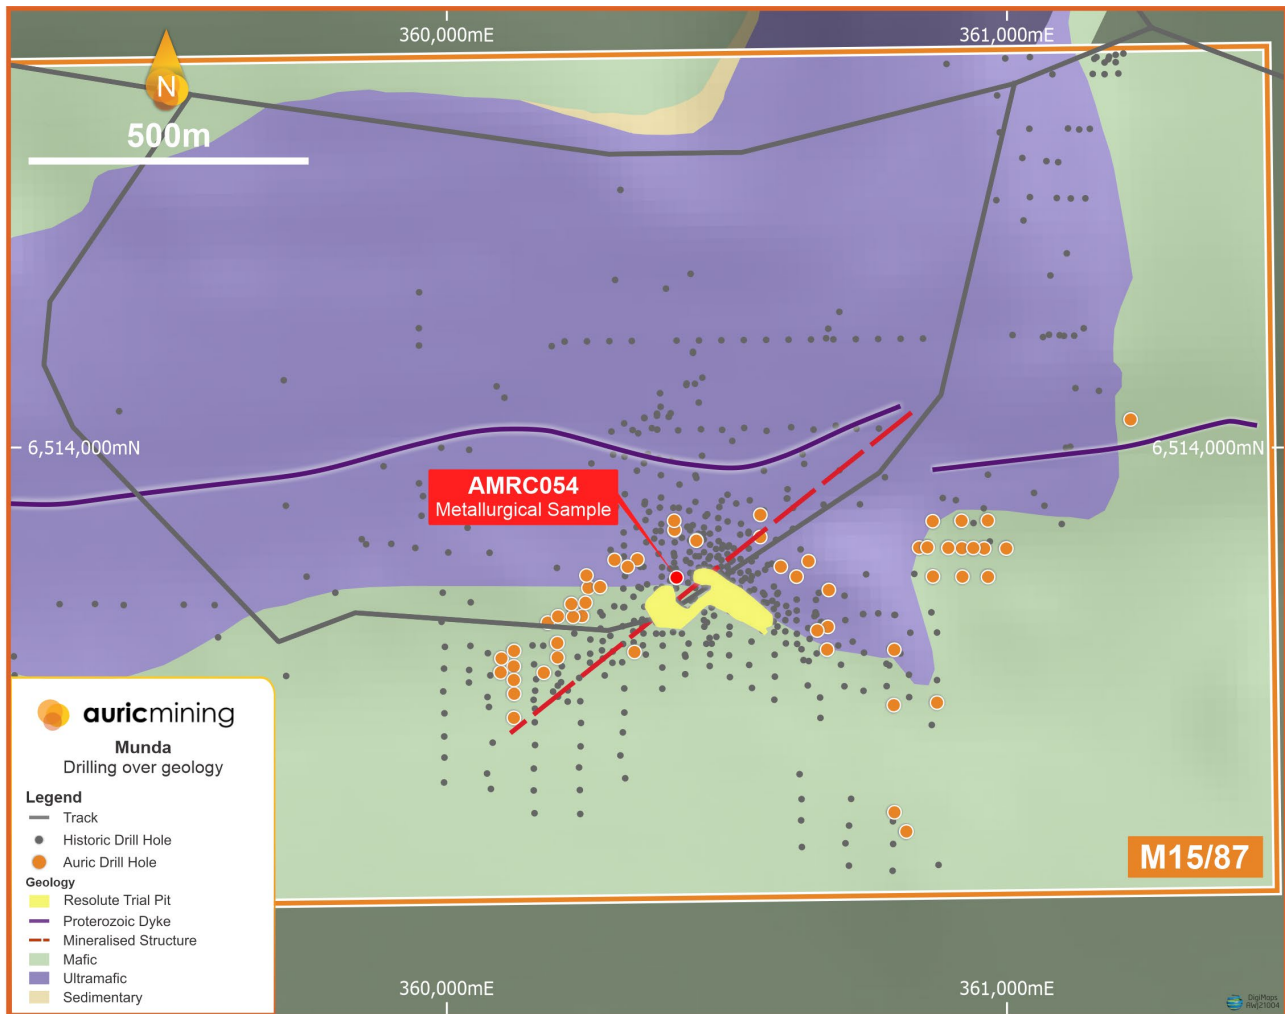 360,000mE
361,000mE
N
500m
6,514,000mN
6,514,000mN
AMRC054
Metallurgical Sample
auricmining
Munda
Drilling over geology
Legend
Track
Historic Drill Hole
Auric Drill Hole
Geology
Resolute Trial Pit
Proterozoic Dyke
Mineralised Structure
Mafic
Ultramafic
Sedimentary
M15/87
360,000mE
361,000mE
DigiMaps
AWJ21004